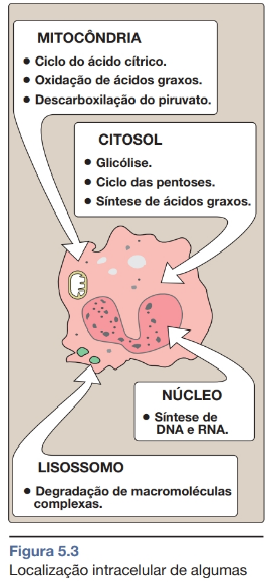 MITOCÔNDRIA
• Ciclo do ácido cítrico.
• Oxidação de ácidos graxos.
• Descarboxilação do piruvato.
CITOSOL
• Glicólise.
• Ciclo das pentoses.
• Síntese de ácidos graxos.
NÚCLEO
• Síntese de
DNA e RNA.
LISOSSOMO
• Degradação de macromoléculas
complexas.
Figura 5.3
Localização intracelular de algumas